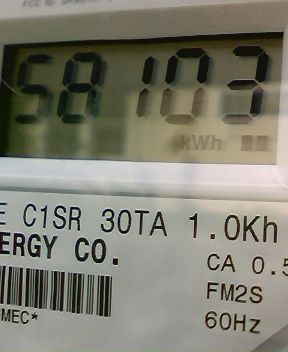 58103
kWh
E C1SR 30TA 1.0Kh
ERGY CO.
CA 0.5
FM2S
MEC*
60Hz